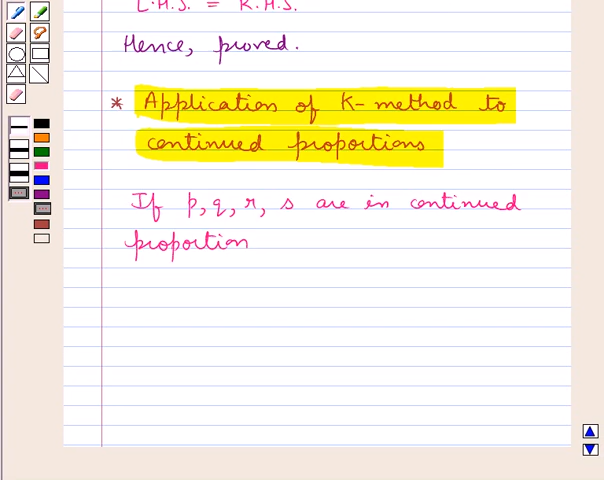 L.H.S. = R.H.S.
Hence, proved.
* Application of K-method to
continued proportions
If p, q, r, s are in continued
proportion